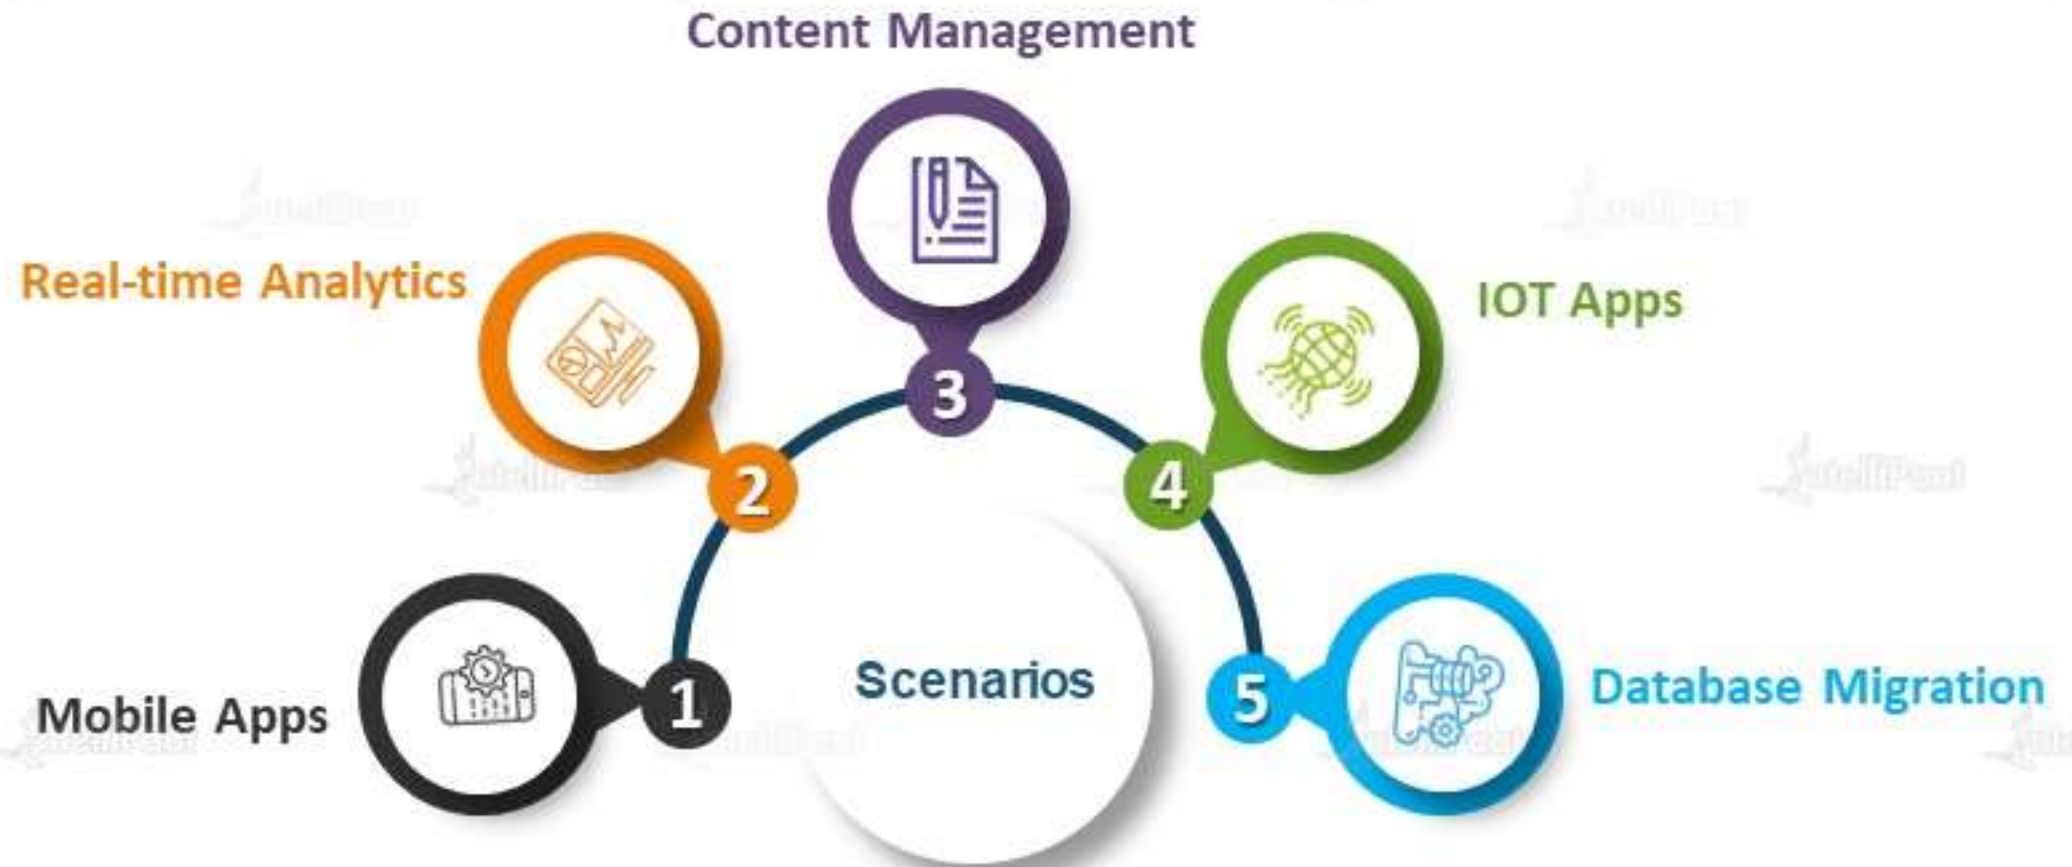 Content Management
Real-time Analytics
IOT Apps
3
2
4
Mobile Apps
1
Scenarios
5
Database Migration